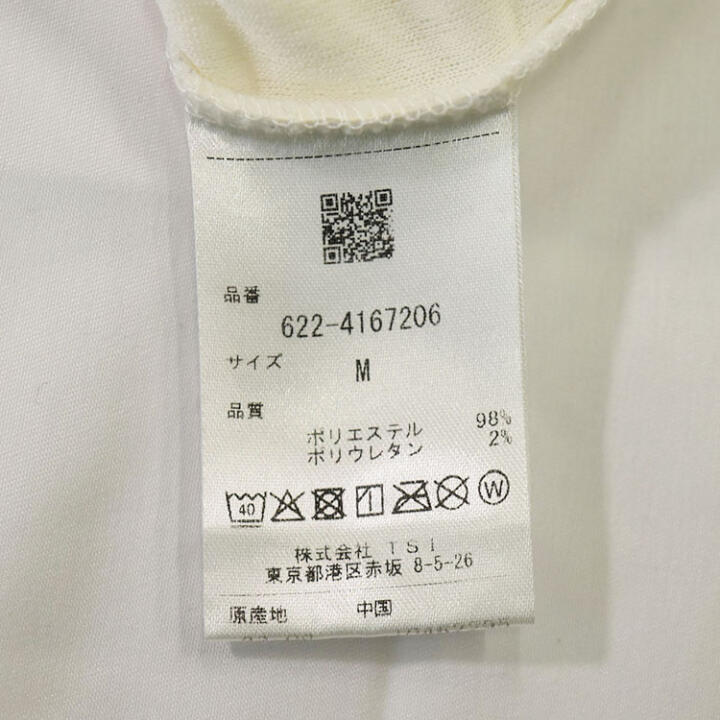 品番
622-4167206
サイズ
M
品質
ポリエステル 98%
ポリウレタン 2%
40
W
株式会社 TSI
東京都港区赤坂 8-5-26
原産地 中国